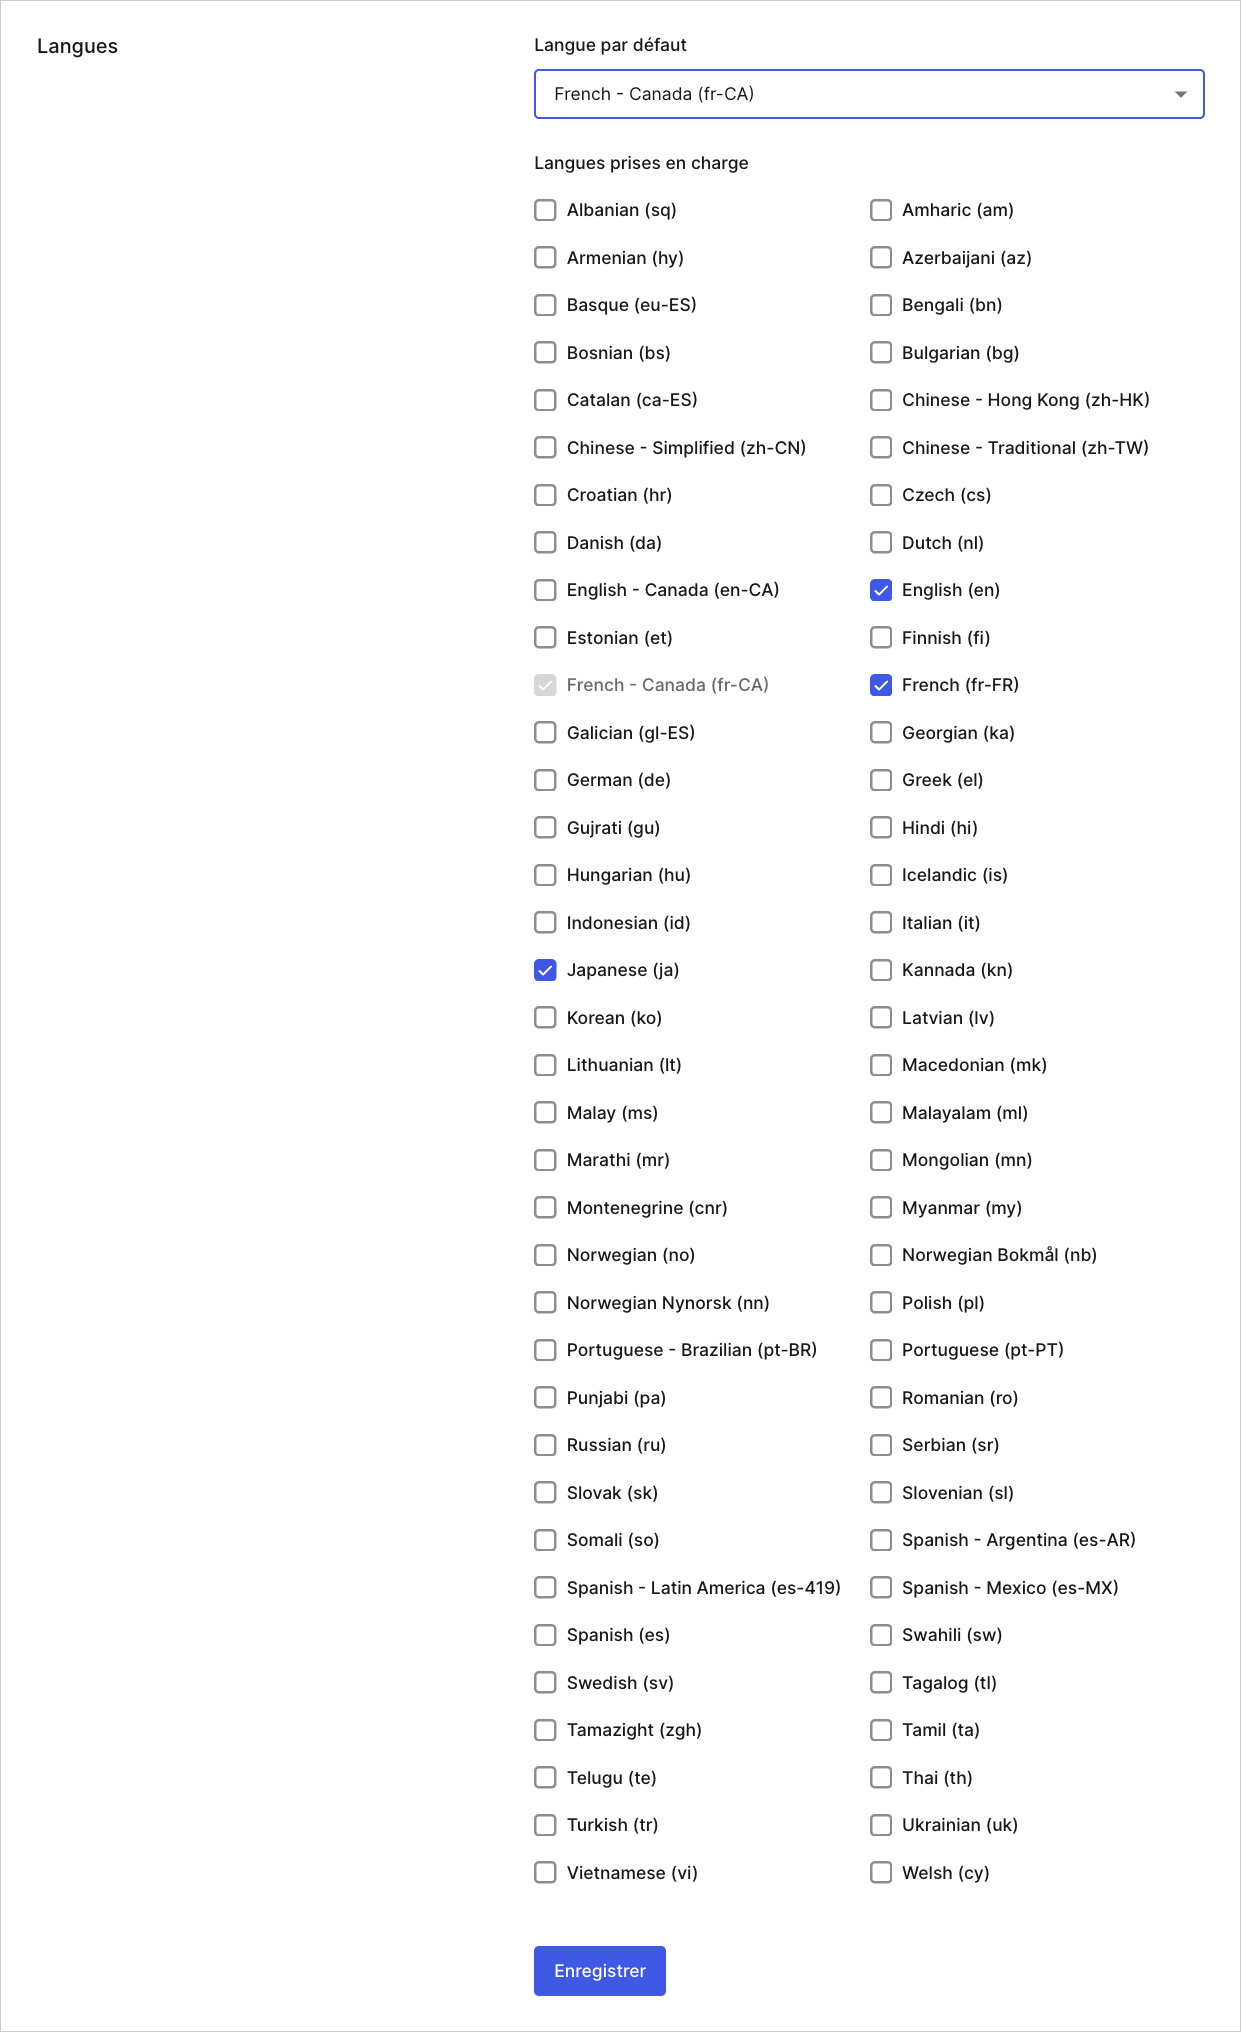 Langues
Langue par défaut
French - Canada (fr-CA)
Langues prises en charge
Albanian (sq)
Amharic (am)
Armenian (hy)
Azerbaijani (az)
Basque (eu-ES)
Bengali (bn)
Bosnian (bs)
Bulgarian (bg)
Catalan (ca-ES)
Chinese - Hong Kong (zh-HK)
Chinese - Simplified (zh-CN)
Chinese - Traditional (zh-TW)
Croatian (hr)
Czech (cs)
Danish (da)
Dutch (nl)
English - Canada (en-CA)
English (en)
Estonian (et)
Finnish (fi)
French - Canada (fr-CA)
French (fr-FR)
Galician (gl-ES)
Georgian (ka)
German (de)
Greek (el)
Gujrati (gu)
Hindi (hi)
Hungarian (hu)
Icelandic (is)
Indonesian (id)
Italian (it)
Japanese (ja)
Kannada (kn)
Korean (ko)
Latvian (lv)
Lithuanian (lt)
Macedonian (mk)
Malay (ms)
Malayalam (ml)
Marathi (mr)
Mongolian (mn)
Montenegrine (cnr)
Myanmar (my)
Norwegian (no)
Norwegian Bokmål (nb)
Norwegian Nynorsk (nn)
Polish (pl)
Portuguese - Brazilian (pt-BR)
Portuguese (pt-PT)
Punjabi (pa)
Romanian (ro)
Russian (ru)
Serbian (sr)
Slovak (sk)
Slovenian (sl)
Somali (so)
Spanish - Argentina (es-AR)
Spanish - Latin America (es-419)
Spanish - Mexico (es-MX)
Spanish (es)
Swahili (sw)
Swedish (sv)
Tagalog (tl)
Tamazight (zgh)
Tamil (ta)
Telugu (te)
Thai (th)
Turkish (tr)
Ukrainian (uk)
Vietnamese (vi)
Welsh (cy)
Enregistrer